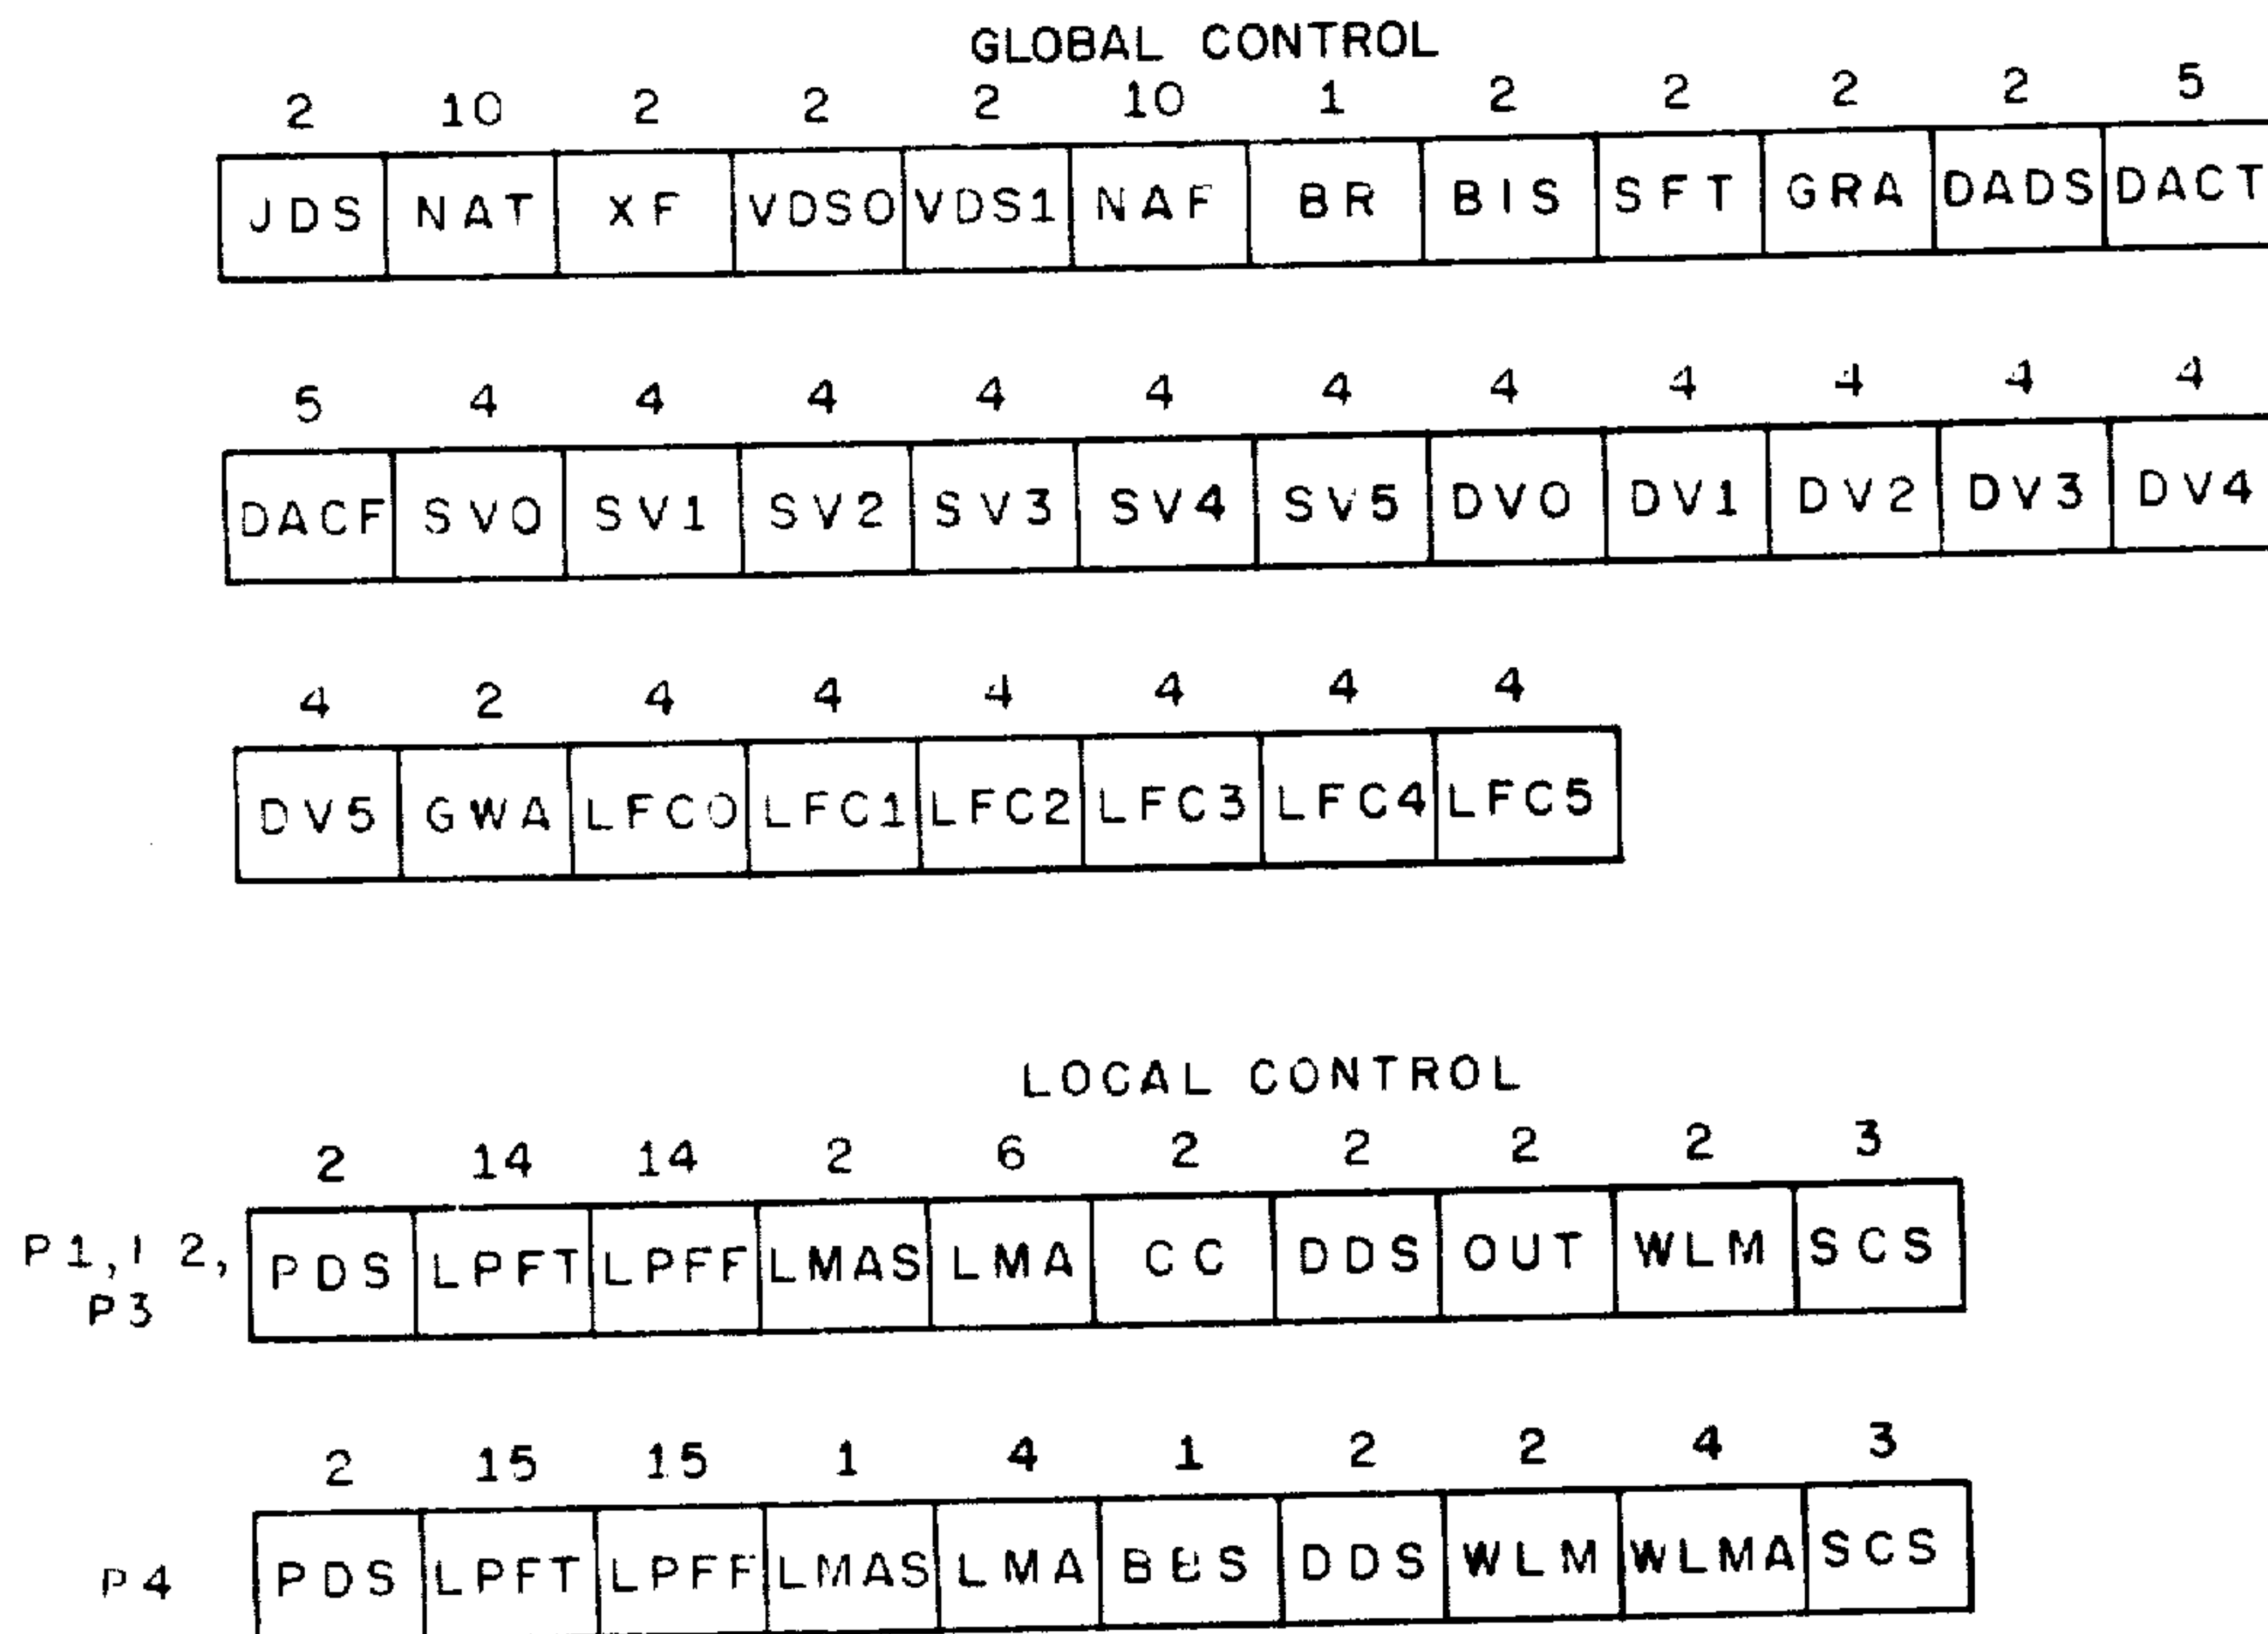 GLOBAL CONTROL
2 10 2 2 2 10 1 2 2 2 2 5
JDS NAT XF VDS0 VDS1 NAF BR BIS SFT GRA DADS DACT
5 4 4 4 4 4 4 4 4 4 4 4
DACF SV0 SV1 SV2 SV3 SV4 SV5 DV0 DV1 DV2 DV3 DV4
4 2 4 4 4 4 4 4
DV5 GWA LFC0 LFC1 LFC2 LFC3 LFC4 LFC5
LOCAL CONTROL
2 14 14 2 6 2 2 2 2 3
P1, 2, PDS LPFT LPFF LMAS LMA CC DDS OUT WLM SCS
P3
2 15 15 1 4 1 2 2 4 3
P4 PDS LPFT LPFF LMAS LMA BBS DDS WLM WLMA SCS